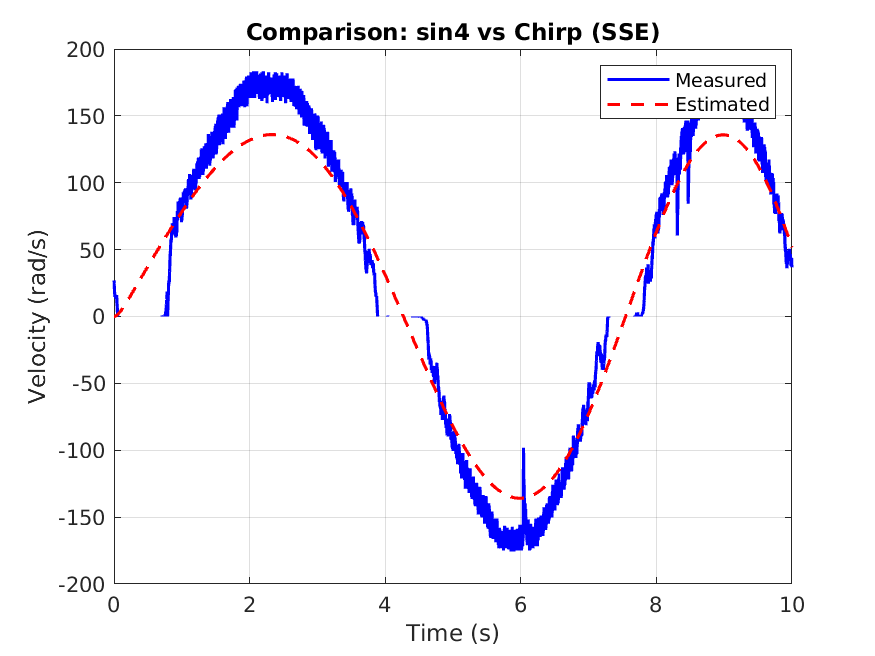 Comparison: sin4 vs Chirp (SSE)
Measured
Estimated
Velocity (rad/s)
200
150
100
50
0
-50
-100
-150
-200
0 2 4 6 8 10
Time (s)